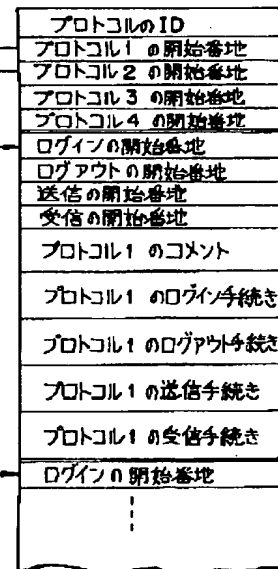 プロトコルのID
プロトコル1 の開始番地
プロトコル2 の開始番地
プロトコル3 の開始番地
プロトコル4 の開始番地
ログインの開始番地
ログアウトの開始番地
送信の開始番地
受信の開始番地
プロトコル1 のコメント
プロトコル1 のログイン手続き
プロトコル1 のログアウト手続き
プロトコル1 の送信手続き
プロトコル1 の受信手続き
ログインの開始番地